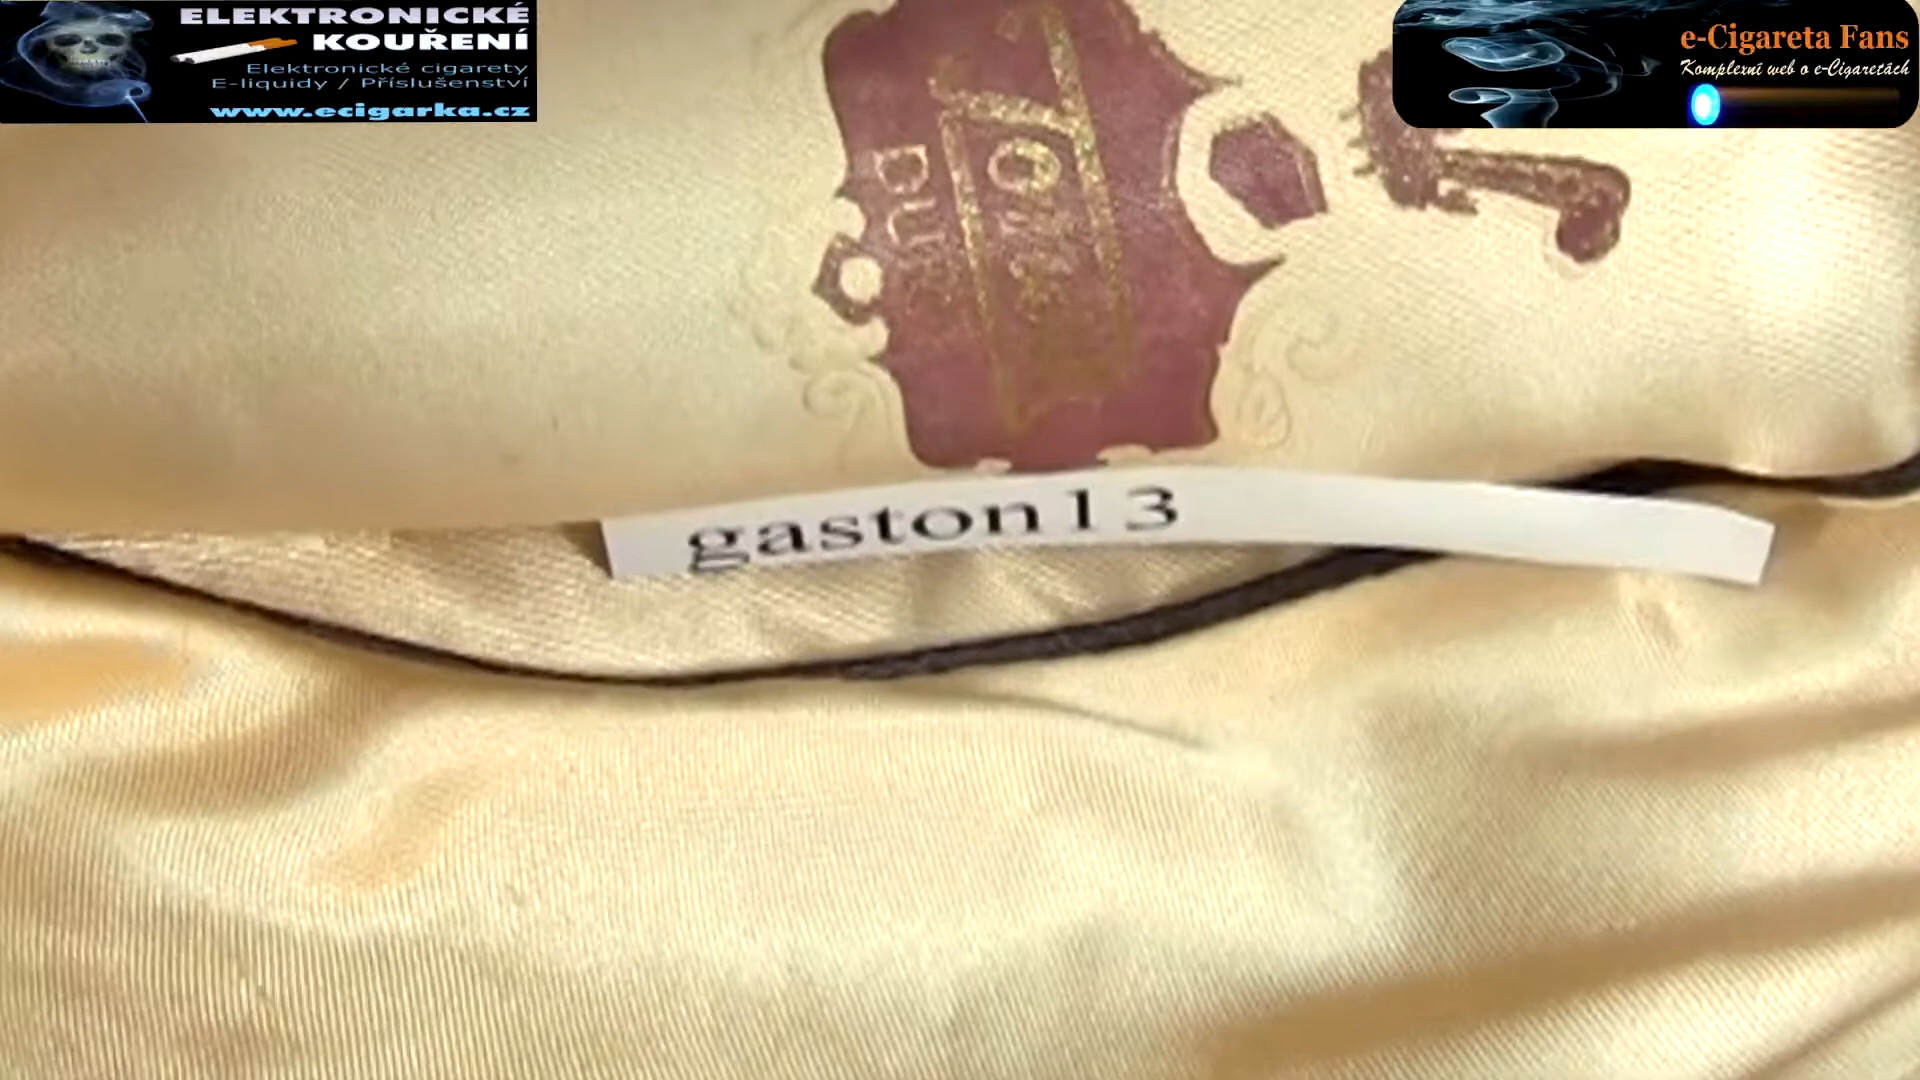 ELEKTRONICKÉ
KOUŘENÍ
Elektronické cigarety
E-liquidy / Příslušenství
www.ecigarka.cz
e-Cigareta Fans
Komplexní web o e-Cigaretách
gaston13